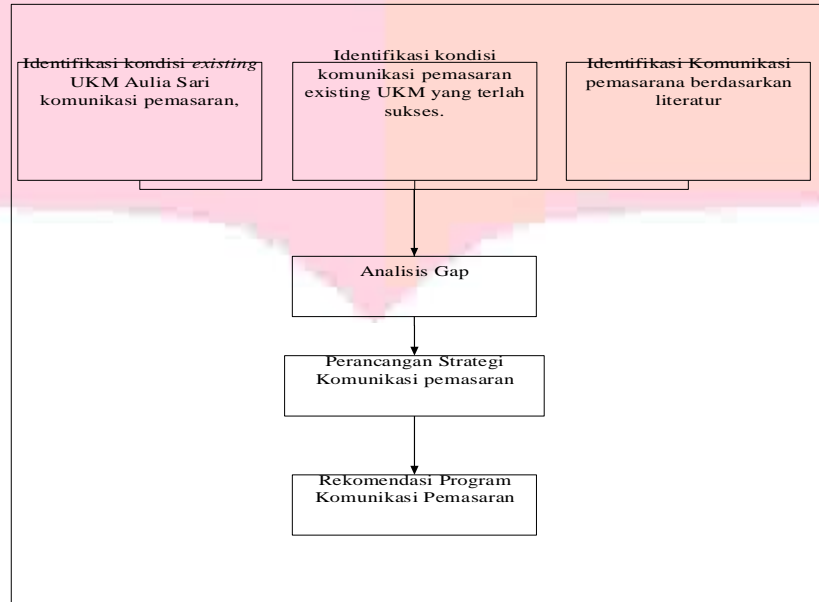 Identifikasi kondisi existing
UKM Aulia Sari
komunikasi pemasaran,
Identifikasi kondisi
komunikasi pemasaran
existing UKM yang terlah
sukses.
Identifikasi Komunikasi
pemasarana berdasarkan
literatur
Analisis Gap
Perancangan Strategi
Komunikasi pemasaran
Rekomendasi Program
Komunikasi Pemasaran